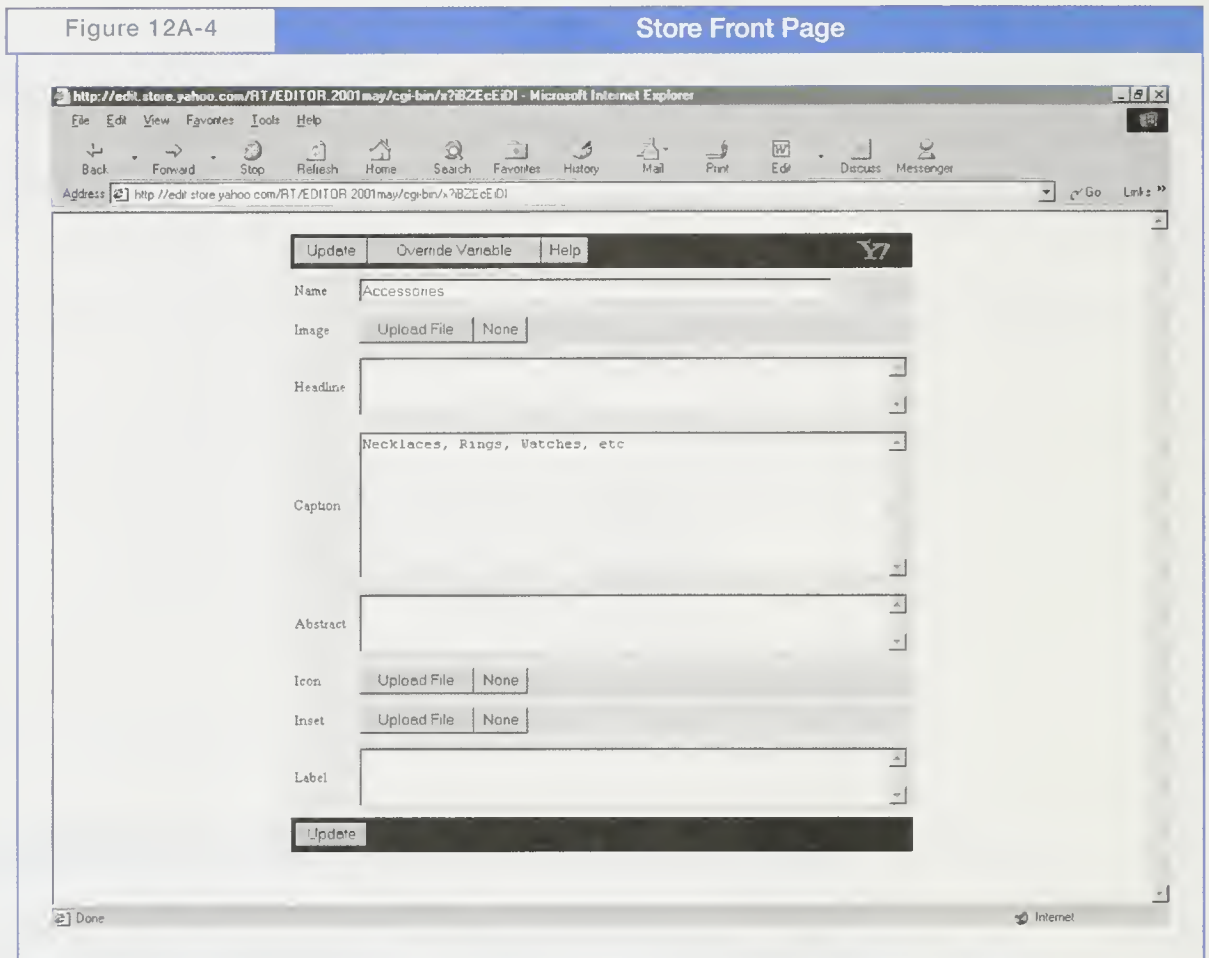 Figure 12A-4
Store Front Page
http://edit.store.yahoo.com/RT/EDITOR.2001may/cgi-bin/x?iBZEcEiDI - Microsoft Internet Explorer
File Edit View Favorites Tools Help
Back Forward Stop Refresh Home Search Favorites History Mail Print Edit Discuss Messenger
Address http://edit.store.yahoo.com/RT/EDITOR.2001may/cgi-bin/x?iBZEcEiDI Go Links »
Update Override Variable Help Y!
Name Accessories
Image Upload File None
Headline
Necklaces, Rings, Watches, etc
Caption
Abstract
Icon Upload File None
Inset Upload File None
Label
Update
Done Internet